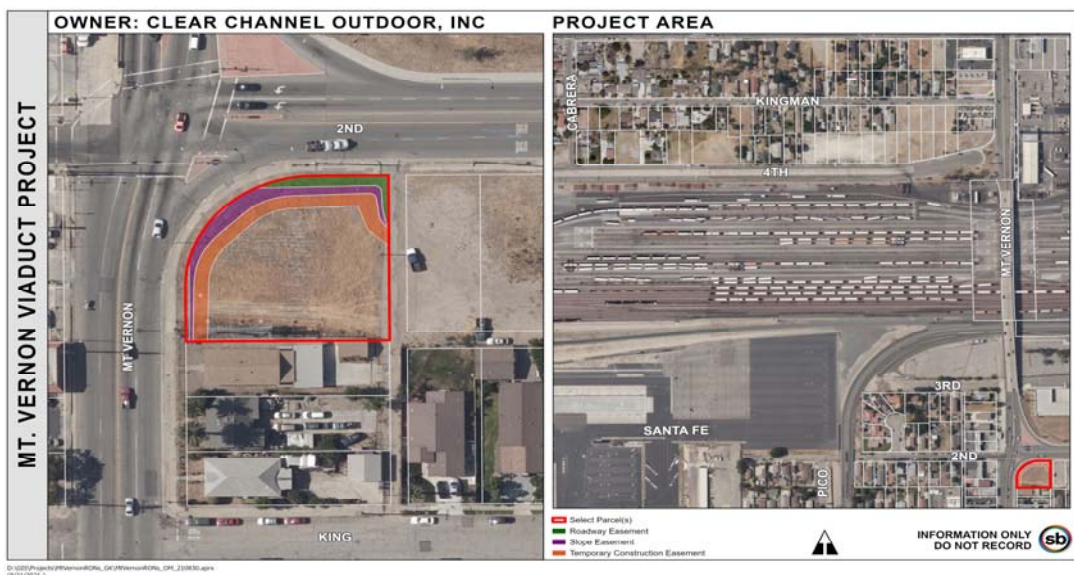 MT. VERNON VIADUCT PROJECT
OWNER: CLEAR CHANNEL OUTDOOR, INC
2ND
MT VERNON
KING
PROJECT AREA
CABRERA
KINGMAN
4TH
MT VERNON
3RD
SANTA FE
2ND
PICO
Select Parcel(s)
Roadway Easement
Slope Easement
Temporary Construction Easement
INFORMATION ONLY
DO NOT RECORD
sb